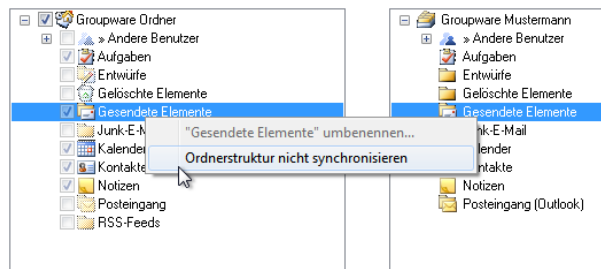 Groupware Ordner
» Andere Benutzer
Aufgaben
Entwürfe
Gelöschte Elemente
Gesendete Elemente
Junk-E-M
Kalender
Kontakte
Notizen
Posteingang
RSS-Feeds
"Gesendete Elemente" umbenennen...
Ordnerstruktur nicht synchronisieren
Groupware Mustermann
» Andere Benutzer
Aufgaben
Entwürfe
Gelöschte Elemente
Gesendete Elemente
nk-E-Mail
lender
ntakte
Notizen
Posteingang (Outlook)